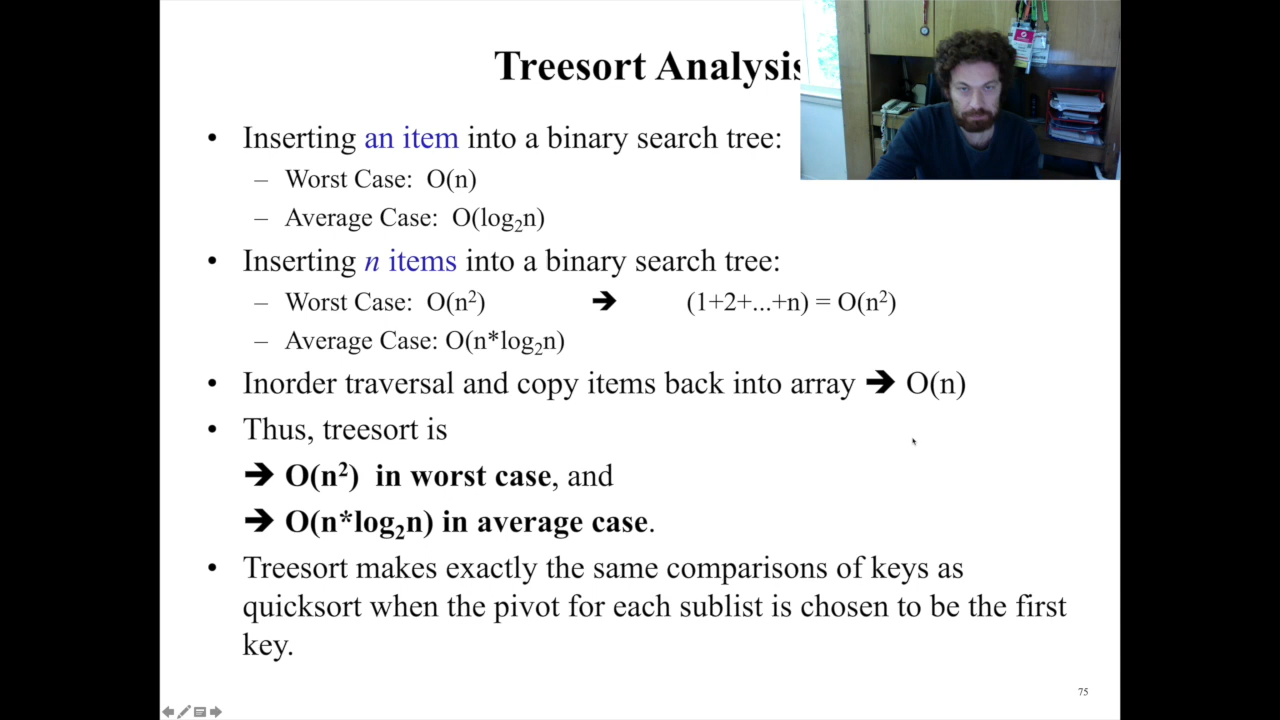 Treesort Analysis
• Inserting an item into a binary search tree:
– Worst Case: O(n)
– Average Case: O(log₂n)
• Inserting n items into a binary search tree:
– Worst Case: O(n²) ➔ (1+2+...+n) = O(n²)
– Average Case: O(n*log₂n)
• Inorder traversal and copy items back into array ➔ O(n)
• Thus, treesort is
➔ O(n²) in worst case, and
➔ O(n*log₂n) in average case.
• Treesort makes exactly the same comparisons of keys as
quicksort when the pivot for each sublist is chosen to be the first
key.
75